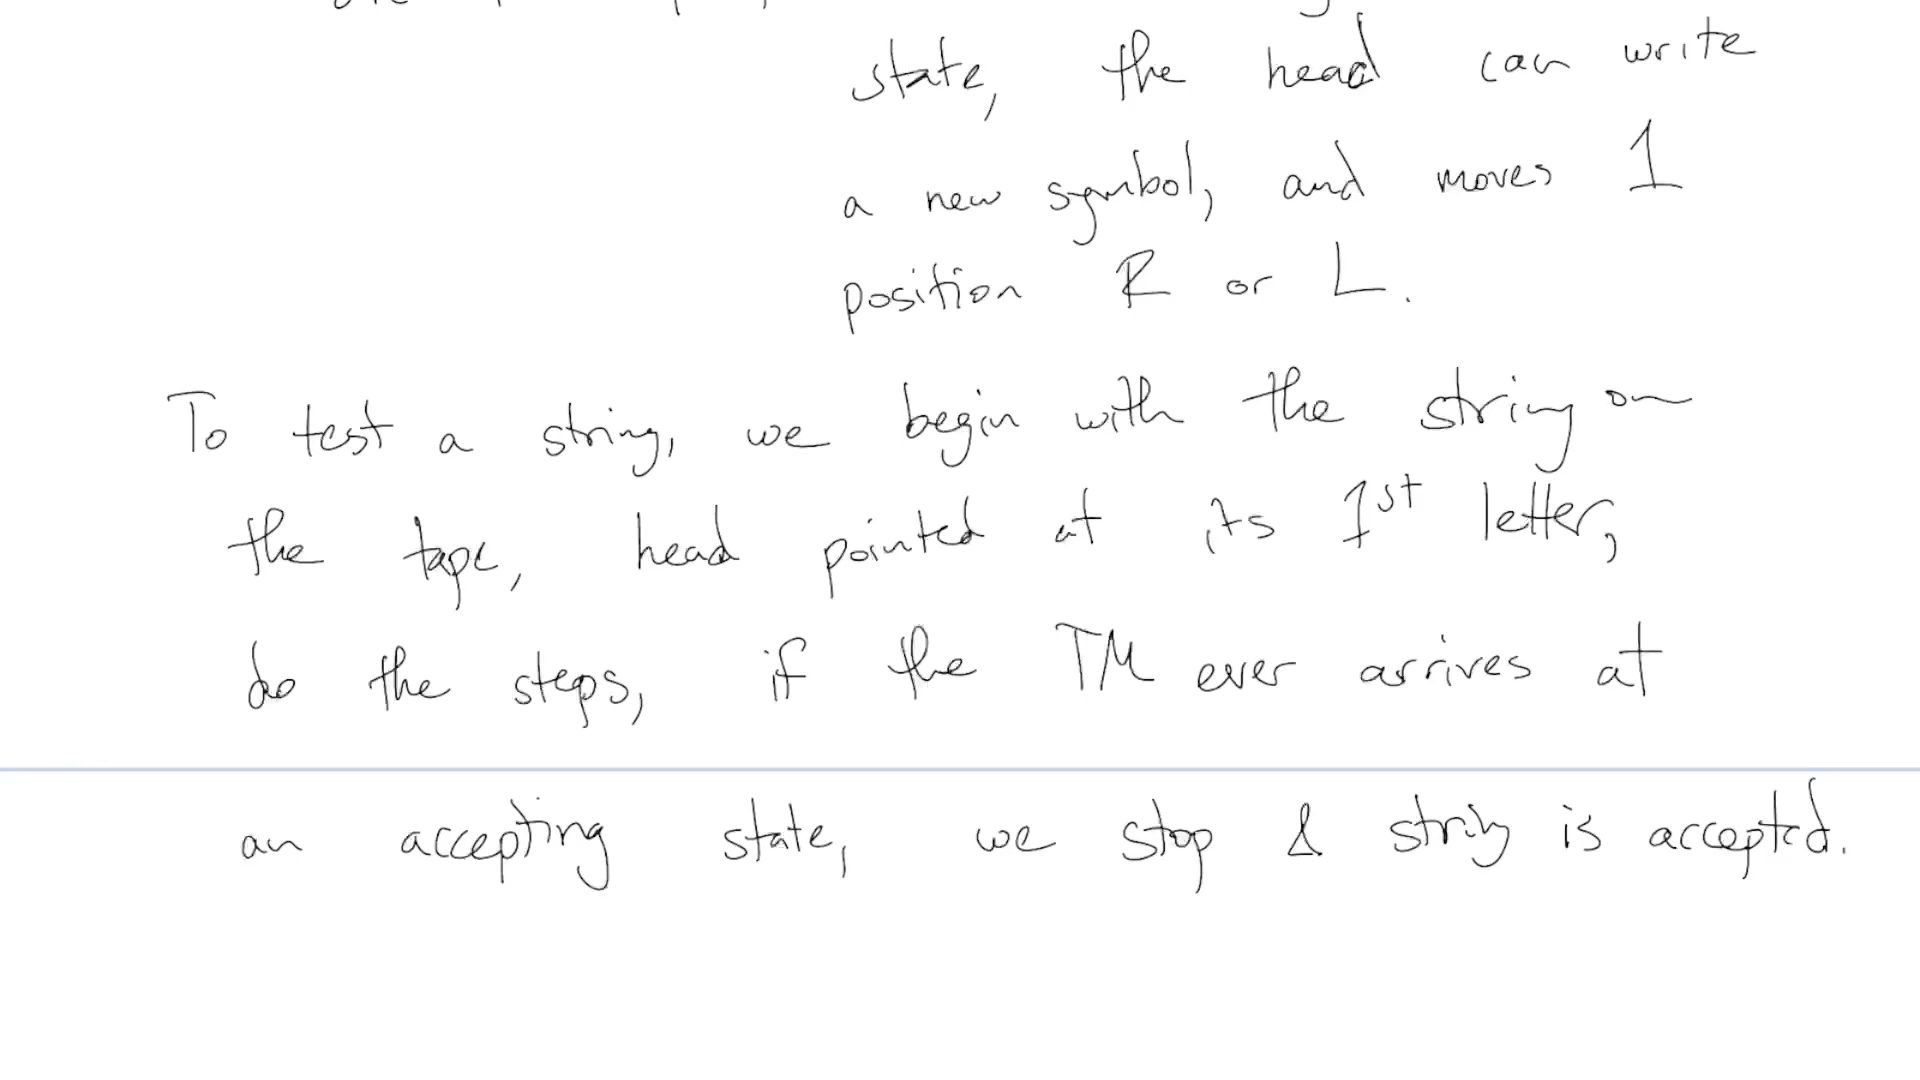 state, the head can write
a new symbol, and moves 1
position R or L.
To test a string, we begin with the string on
the tape, head pointed at its 1st letter,
do the steps, if the TM ever arrives at
an accepting state, we stop & string is accepted.